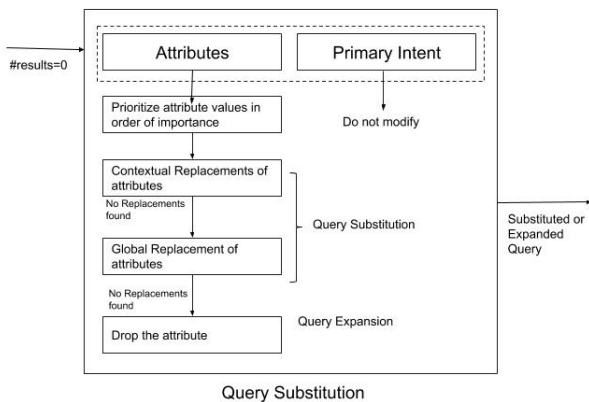 #results=0
Attributes
Primary Intent
Prioritize attribute values in
order of importance
Do not modify
Contextual Replacements of
attributes
No Replacements
found
Query Substitution
Global Replacement of
attributes
No Replacements
found
Query Expansion
Drop the attribute
Substituted or
Expanded
Query
Query Substitution